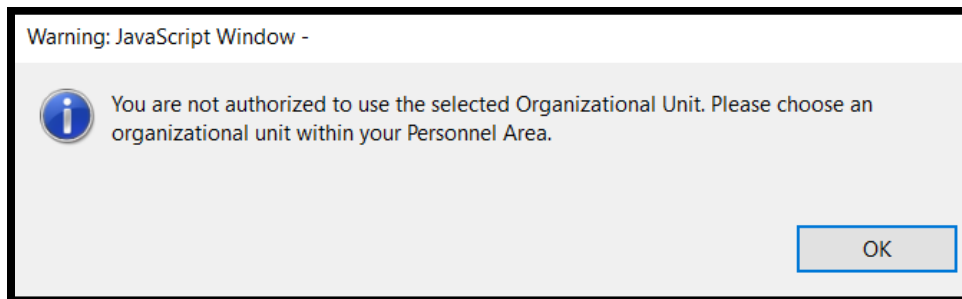 Warning: JavaScript Window -
You are not authorized to use the selected Organizational Unit. Please choose an
organizational unit within your Personnel Area.
OK